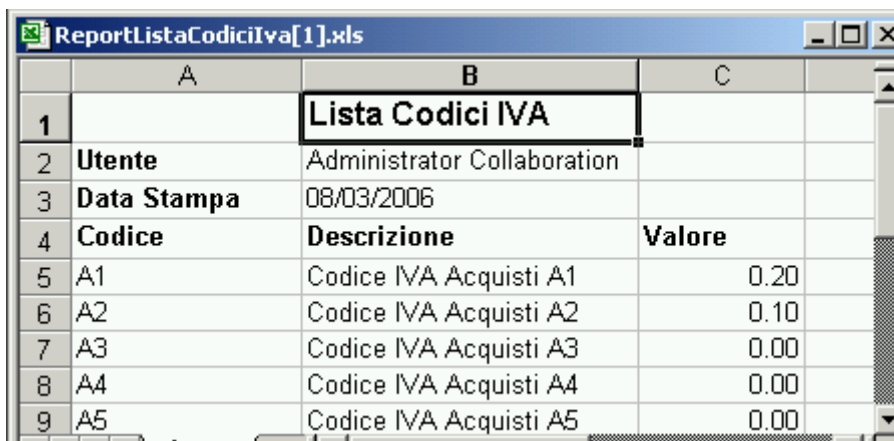 ReportListaCodiciIva[1].xls
A B C
1 Lista Codici IVA
2 Utente Administrator Collaboration
3 Data Stampa 08/03/2006
4 Codice Descrizione Valore
5 A1 Codice IVA Acquisti A1 0.20
6 A2 Codice IVA Acquisti A2 0.10
7 A3 Codice IVA Acquisti A3 0.00
8 A4 Codice IVA Acquisti A4 0.00
9 A5 Codice IVA Acquisti A5 0.00